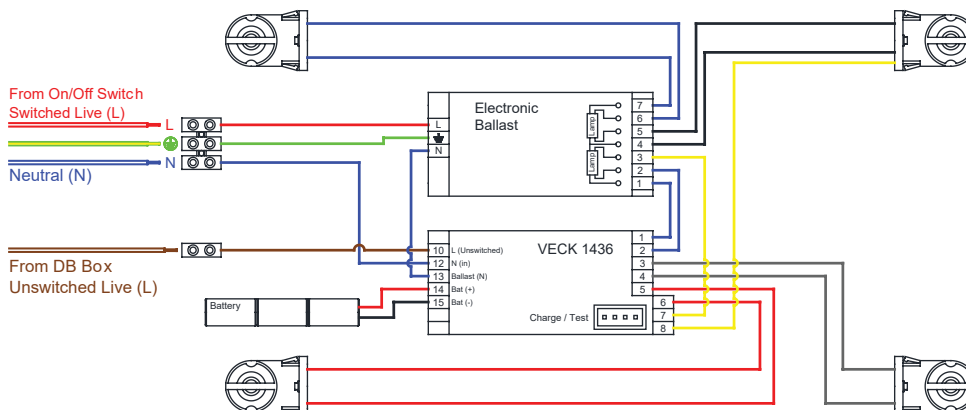 From On/Off Switch
Switched Live (L)
L
N
Neutral (N)
From DB Box
Unswitched Live (L)
Battery
Electronic
Ballast
L
N
Lamp
Lamp
7
6
5
4
3
2
1
VECK 1436
10 L (Unswitched)
12 N (in)
13 Ballast (N)
14 Bat (+)
15 Bat (-)
Charge / Test
1
2
3
4
5
6
7
8